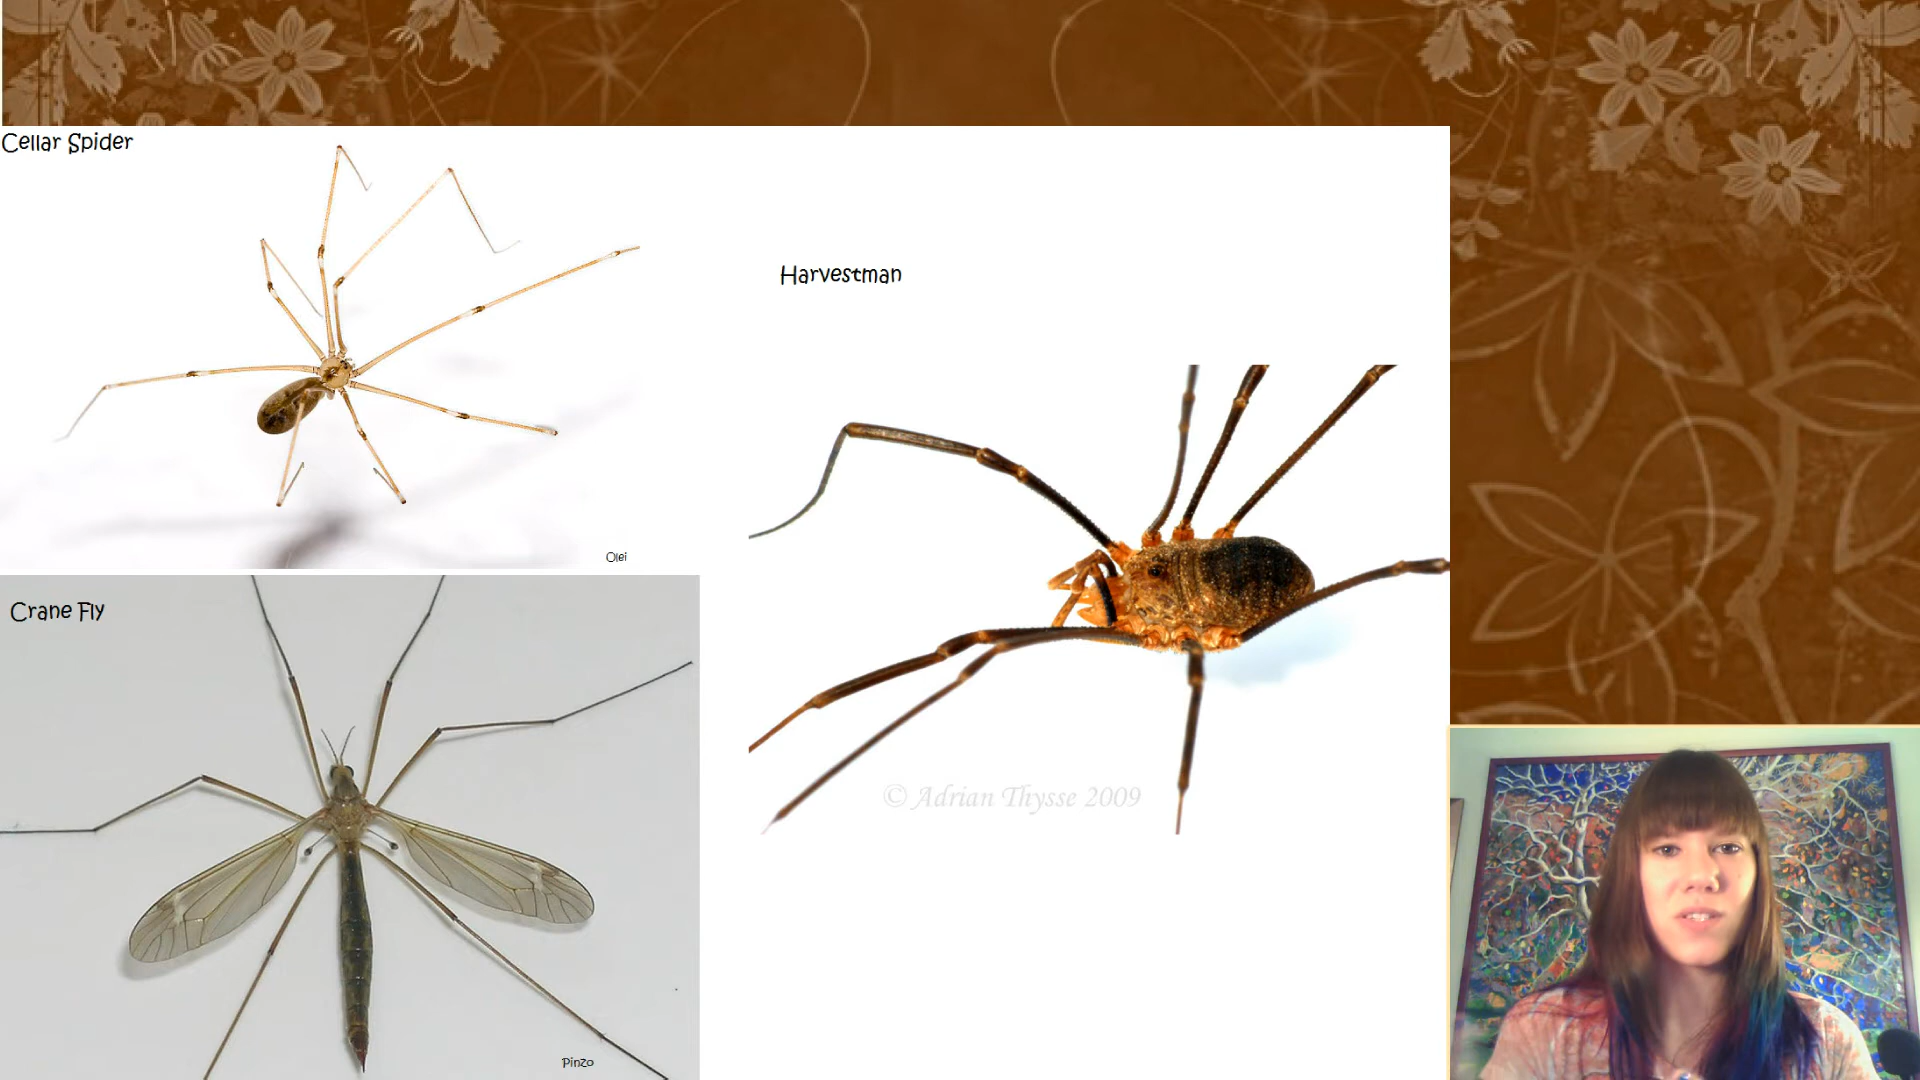 Cellar Spider
Harvestman
Olei
Crane Fly
© Adrian Thysse 2009
Pinzo